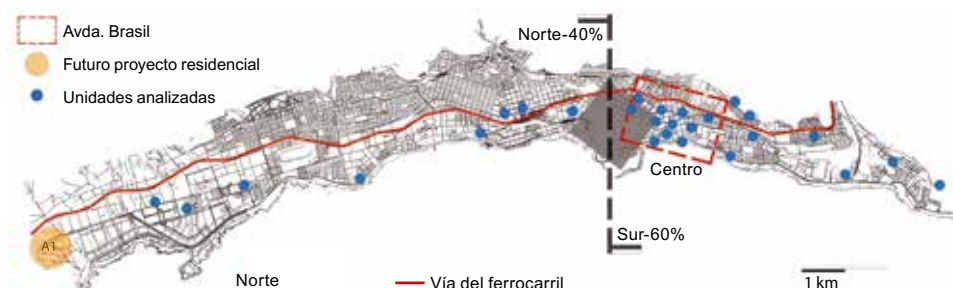 Avda. Brasil
Futuro proyecto residencial
Unidades analizadas
Norte-40%
Centro
Sur-60%
A1
Norte
Vía del ferrocarril
1 km